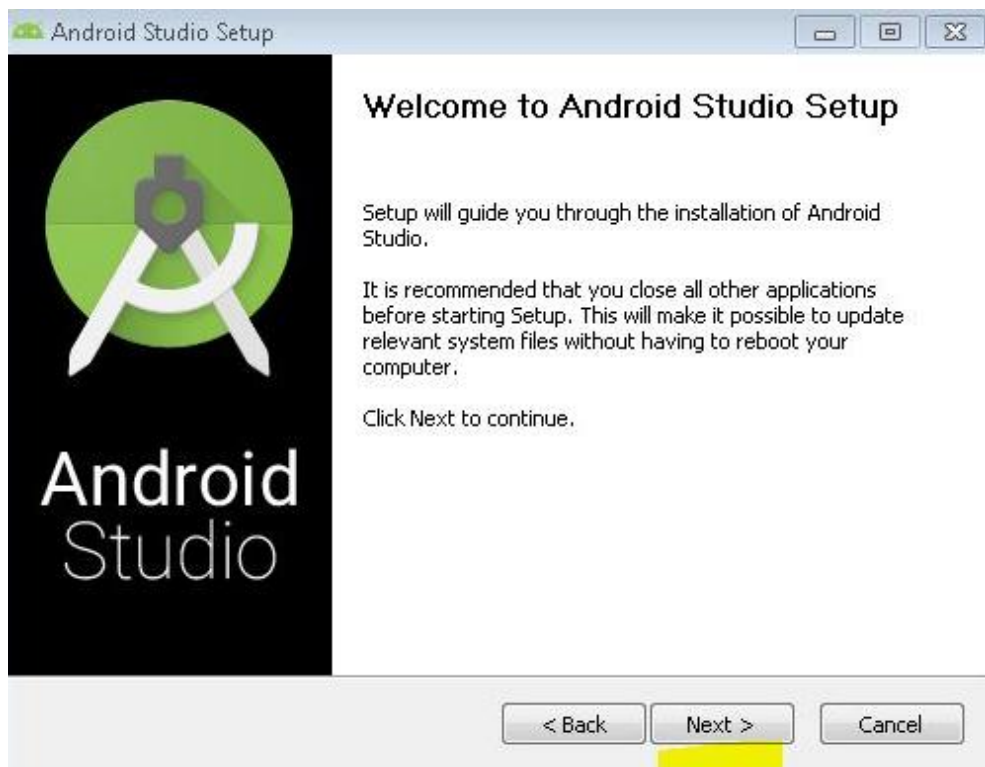 Android Studio Setup
Welcome to Android Studio Setup
Setup will guide you through the installation of Android
Studio.
It is recommended that you close all other applications
before starting Setup. This will make it possible to update
relevant system files without having to reboot your
computer.
Click Next to continue.
Android
Studio
< Back Next > Cancel